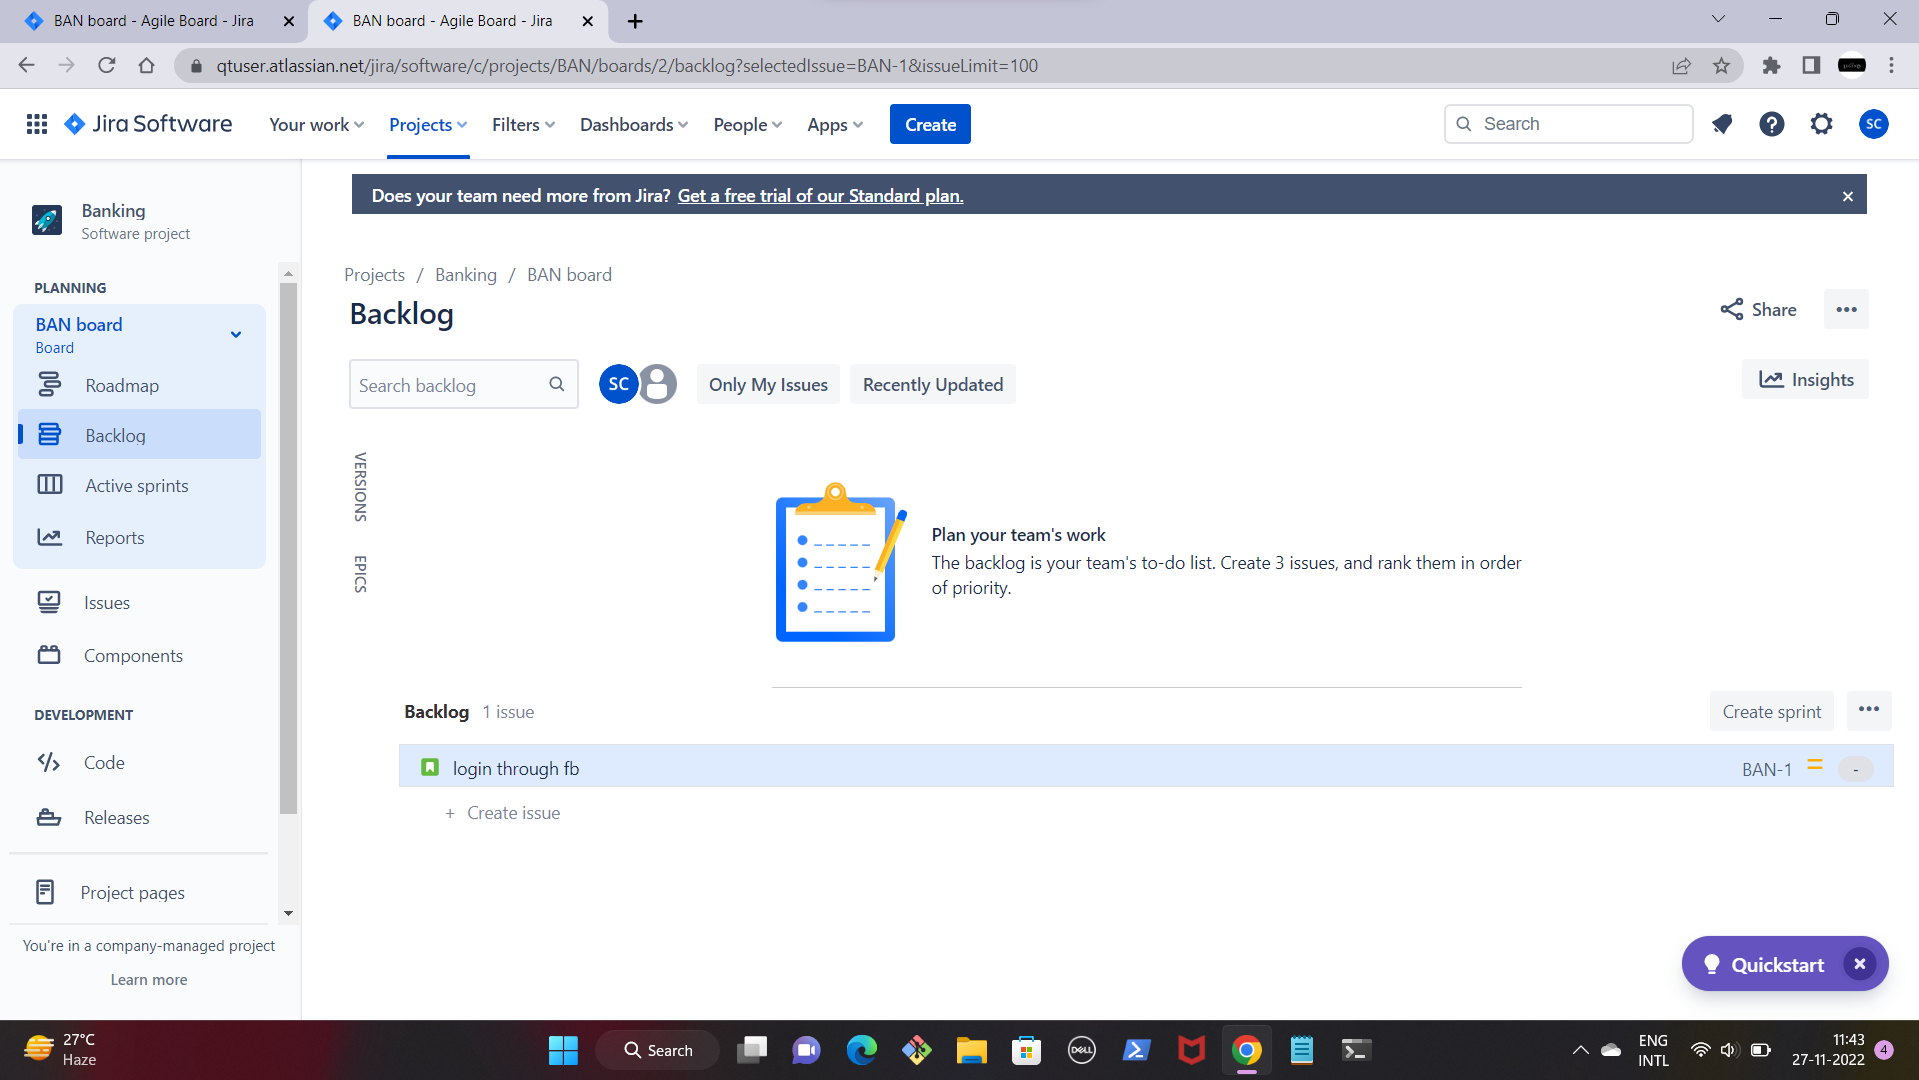 BAN board - Agile Board - Jira
BAN board - Agile Board - Jira
qtuser.atlassian.net/jira/software/c/projects/BAN/boards/2/backlog?selectedIssue=BAN-1&issueLimit=100
Jira Software
Your work
Projects
Filters
Dashboards
People
Apps
Create
Search
SC
Banking
Software project
PLANNING
BAN board
Board
Roadmap
Backlog
Active sprints
Reports
Issues
Components
DEVELOPMENT
Code
Releases
Project pages
You're in a company-managed project
Learn more
Does your team need more from Jira? Get a free trial of our Standard plan.
Projects / Banking / BAN board
Backlog
Share
Search backlog
SC
Only My Issues
Recently Updated
Insights
VERSIONS
EPICS
Plan your team's work
The backlog is your team's to-do list. Create 3 issues, and rank them in order
of priority.
Backlog 1 issue
Create sprint
login through fb
BAN-1
-
+ Create issue
Quickstart
27°C
Haze
Search
DELL
ENG
INTL
11:43
27-11-2022
4